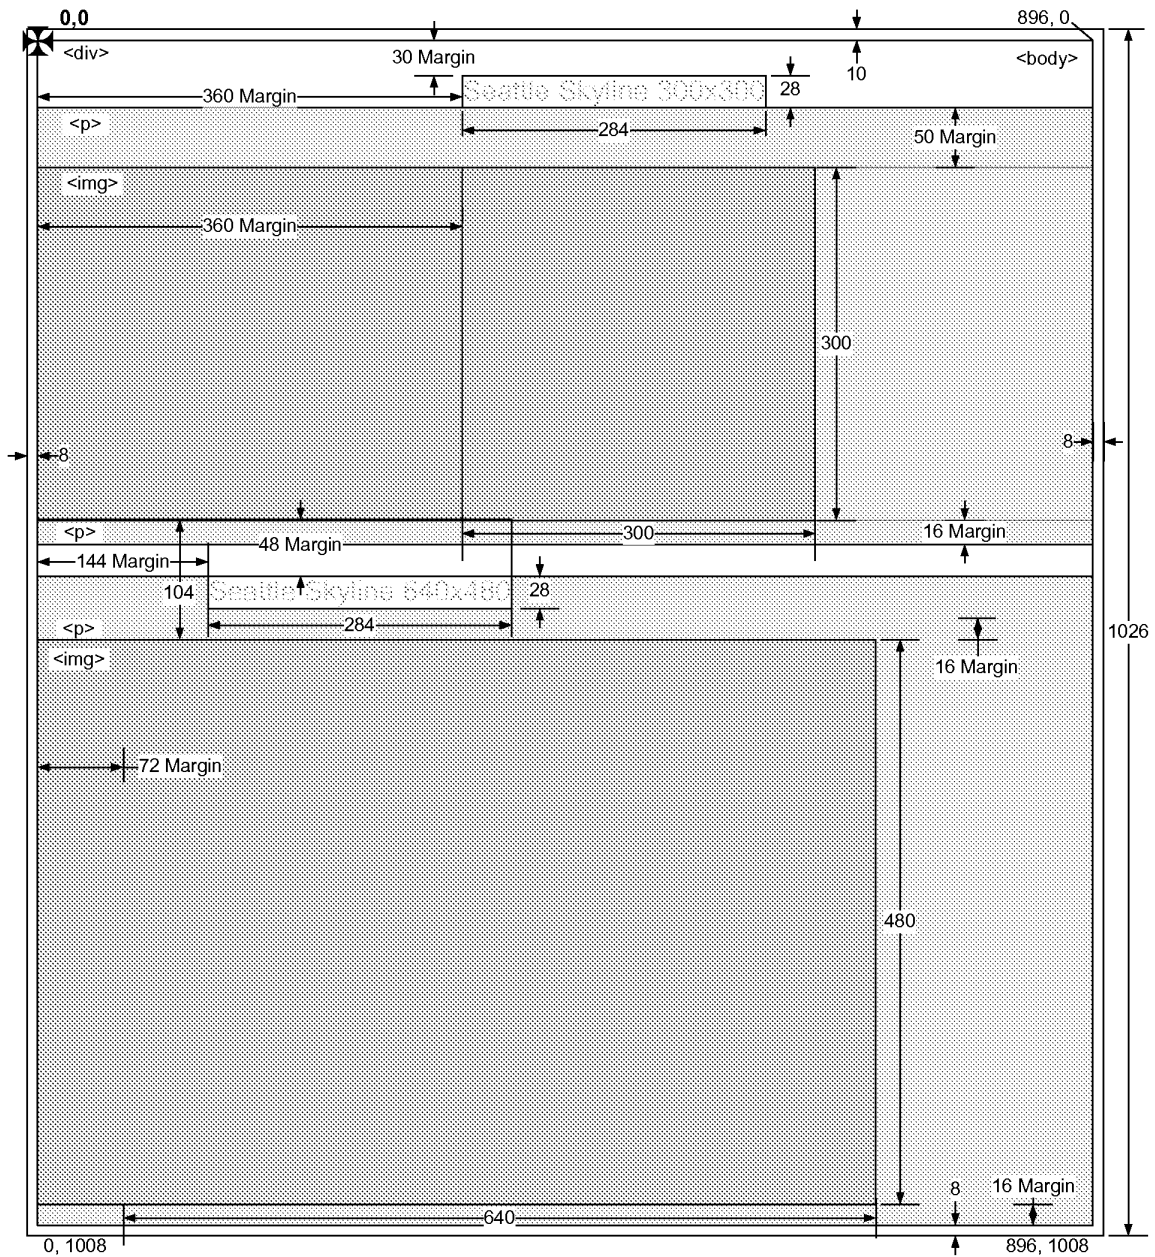 0,0
896, 0
<div>
30 Margin
10
<body>
Seattle Skyline 300x300
28
360 Margin
<p>
284
50 Margin
<img>
360 Margin
300
8
8
<p>
300
16 Margin
48 Margin
144 Margin
104
Seattle Skyline 640x480
28
284
<p>
1026
<img>
16 Margin
72 Margin
480
8
16 Margin
640
0, 1008
896, 1008